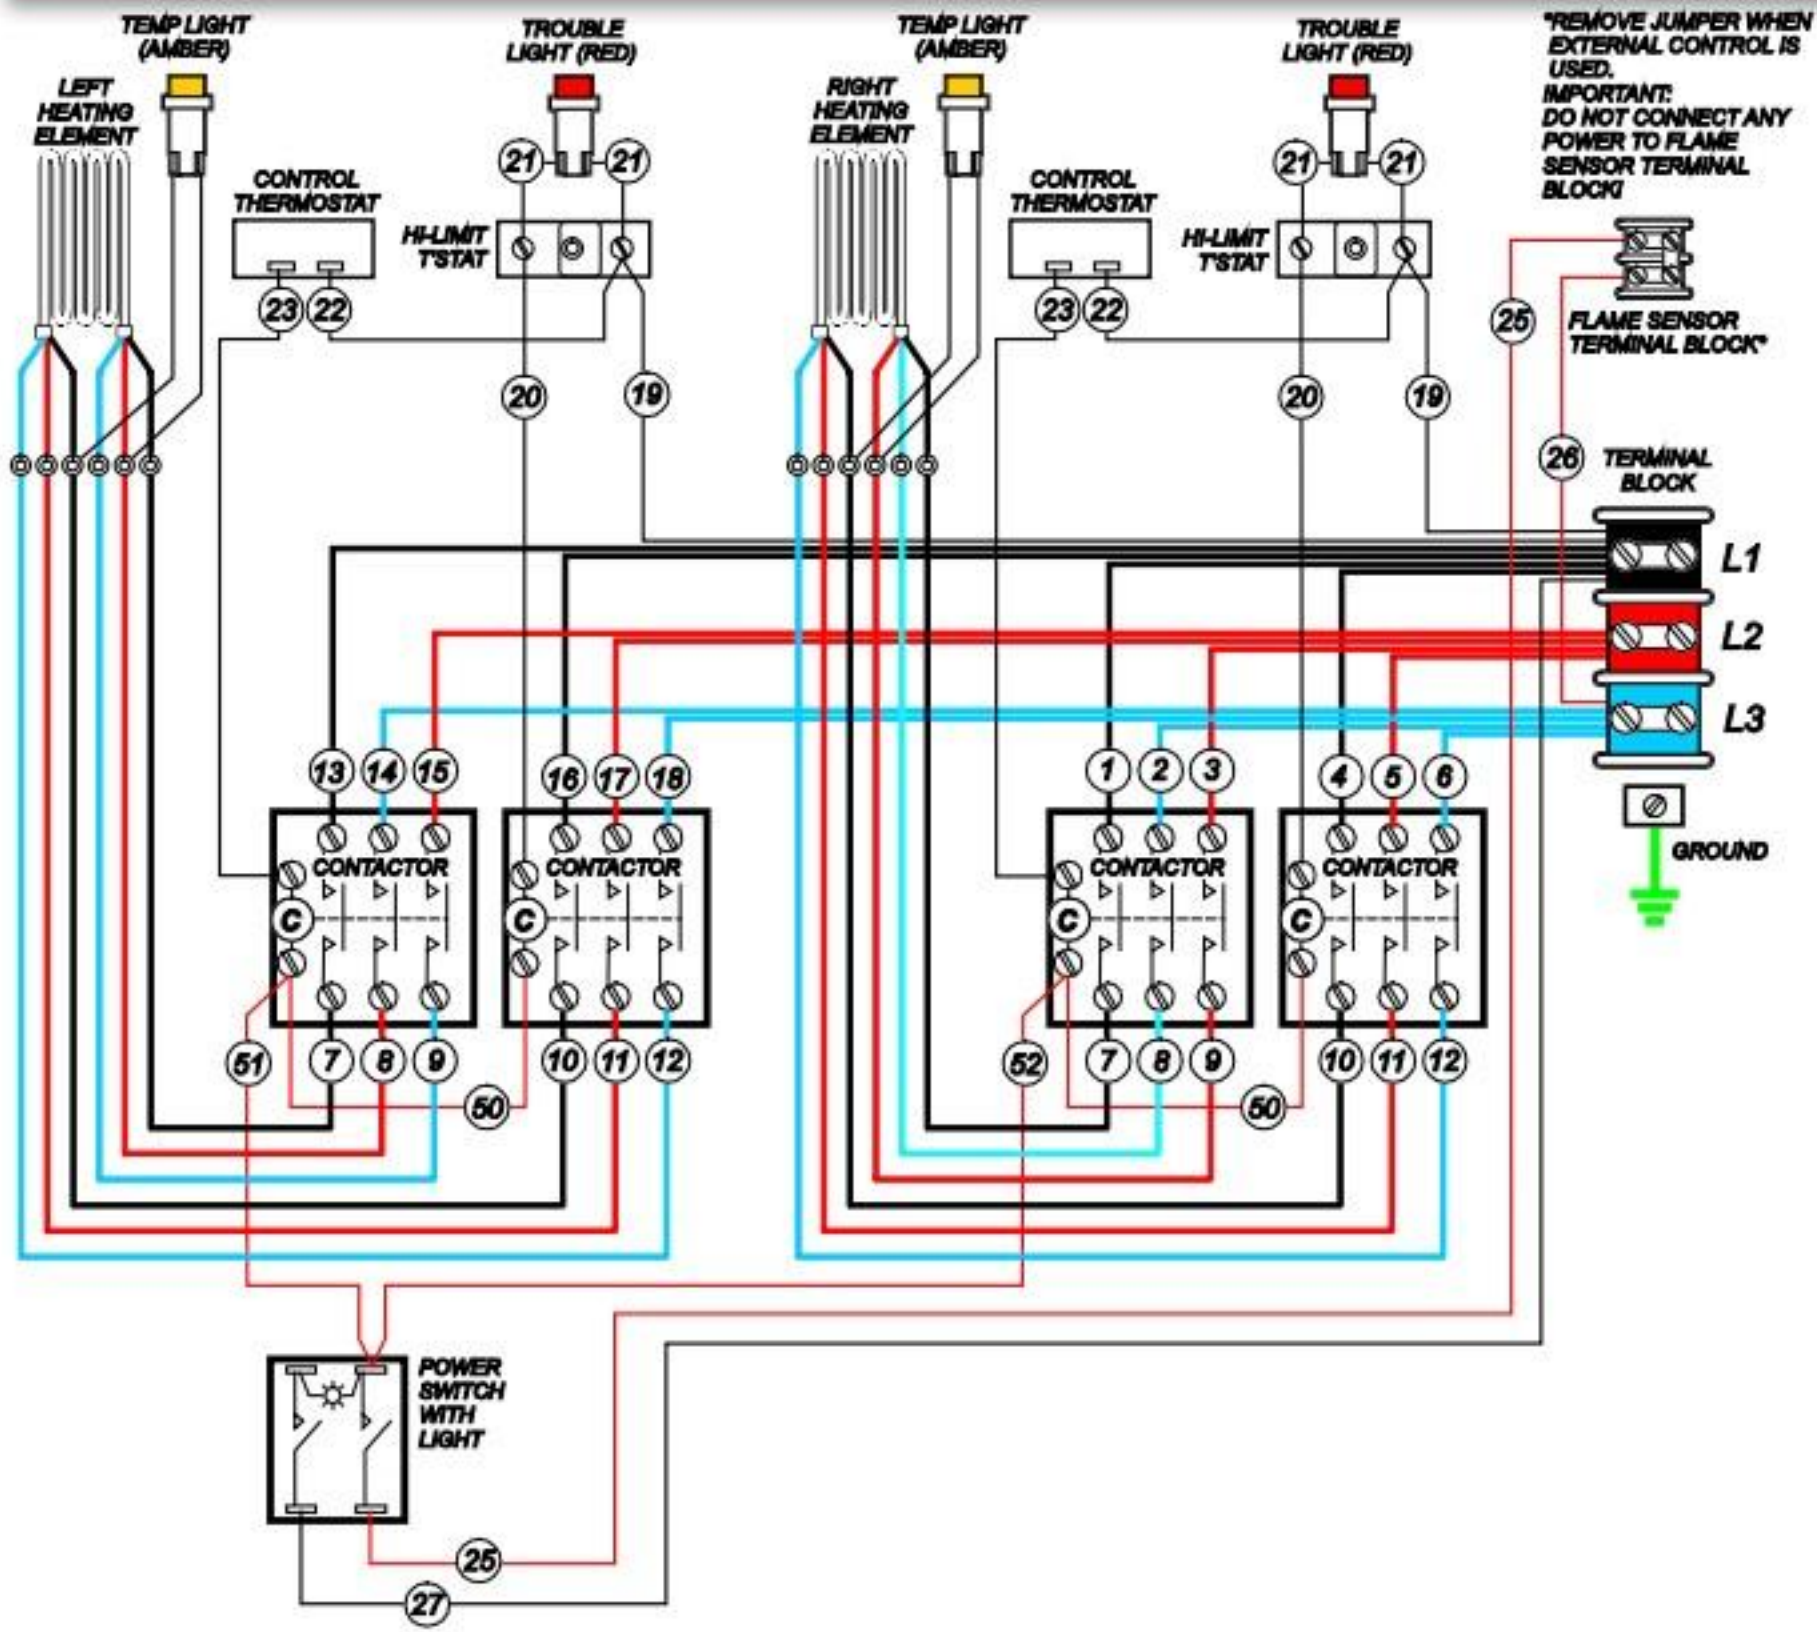 TEMP LIGHT
(AMBER)
TROUBLE
LIGHT (RED)
TEMP LIGHT
(AMBER)
TROUBLE
LIGHT (RED)
"REMOVE JUMPER WHEN
EXTERNAL CONTROL IS
USED.
IMPORTANT:
DO NOT CONNECT ANY
POWER TO FLAME
SENSOR TERMINAL
BLOCK!
LEFT
HEATING
ELEMENT
RIGHT
HEATING
ELEMENT
21 21 21 21
CONTROL
THERMOSTAT
HI-LIMIT
T'STAT
CONTROL
THERMOSTAT
HI-LIMIT
T'STAT
23 22 23 22
25
FLAME SENSOR
TERMINAL BLOCK"
20 19 20 19
26
TERMINAL
BLOCK
L1
L2
L3
13 14 15 16 17 18 1 2 3 4 5 6
GROUND
CONTACTOR CONTACTOR CONTACTOR CONTACTOR
C C C C
51 7 8 9 10 11 12 52 7 8 9 10 11 12
50 50
POWER
SWITCH
WITH
LIGHT
25
27